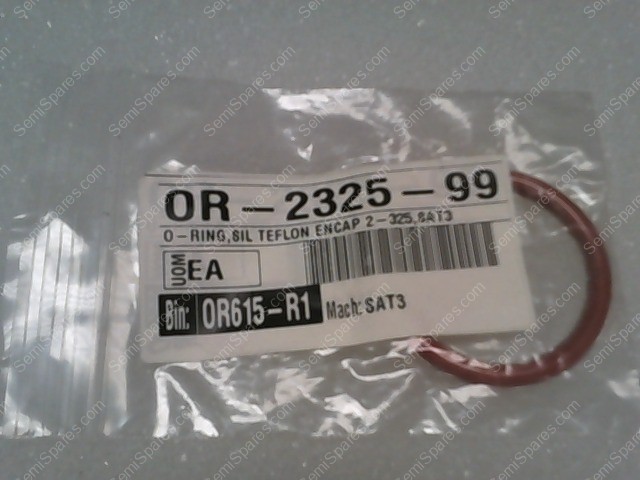 OR-2325-99
O-RING,SIL TEFLON ENCAP 2-325,SAT3
UOM EA
Bin: OR615-R1 Mach: SAT3
SemiSpares.com